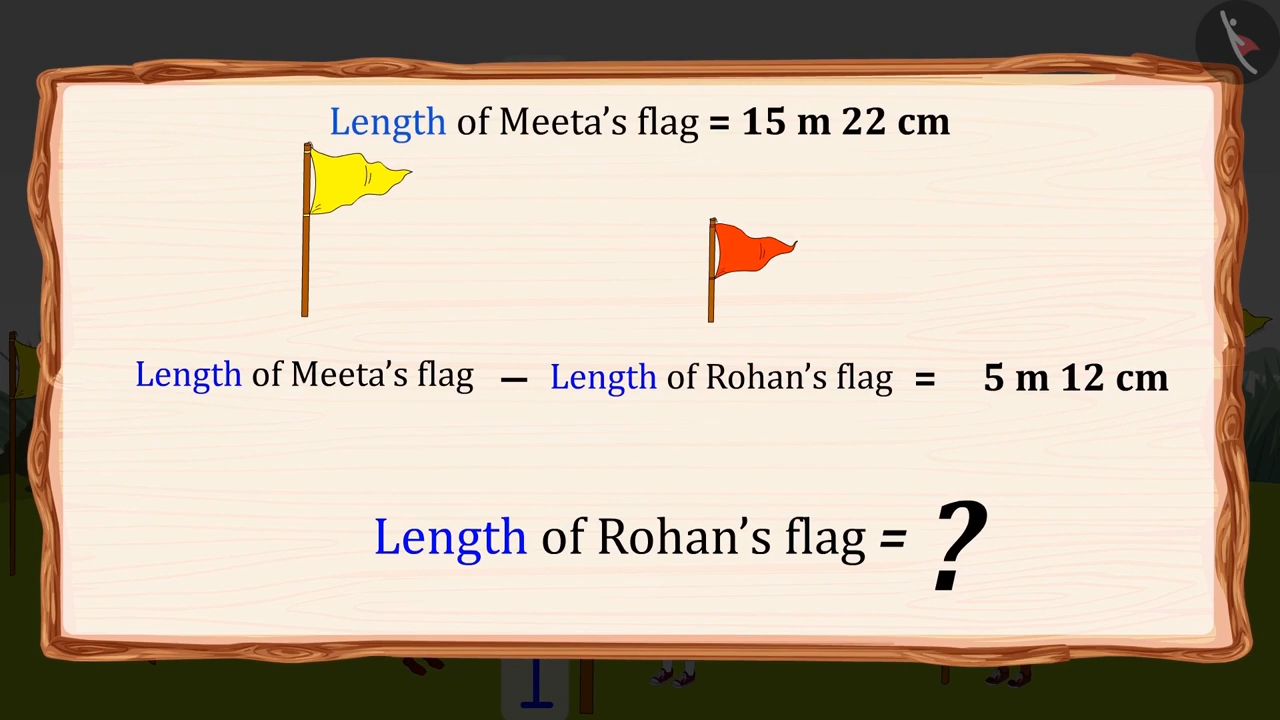 Length of Meeta’s flag = 15 m 22 cm
Length of Meeta’s flag – Length of Rohan’s flag = 5 m 12 cm
Length of Rohan’s flag = ?